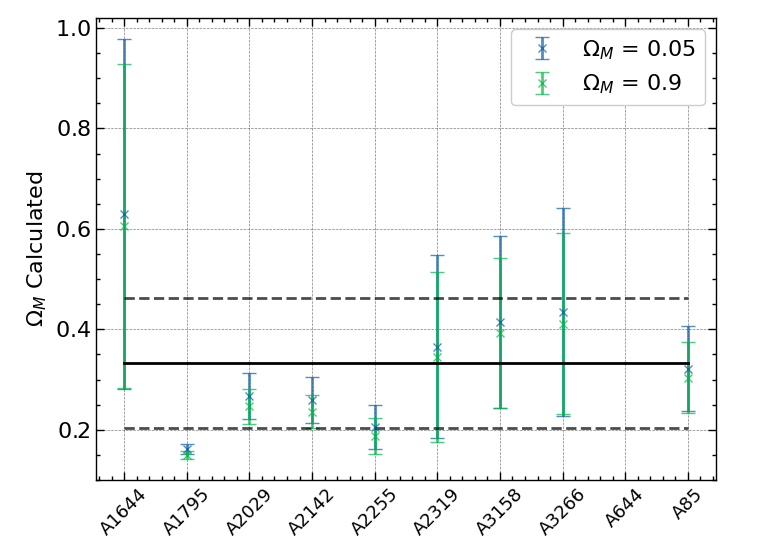 1.0
0.8
0.6
0.4
0.2
Ω_M Calculated
Ω_M = 0.05
Ω_M = 0.9
A1644
A1795
A2029
A2142
A2255
A2319
A3158
A3266
A644
A85